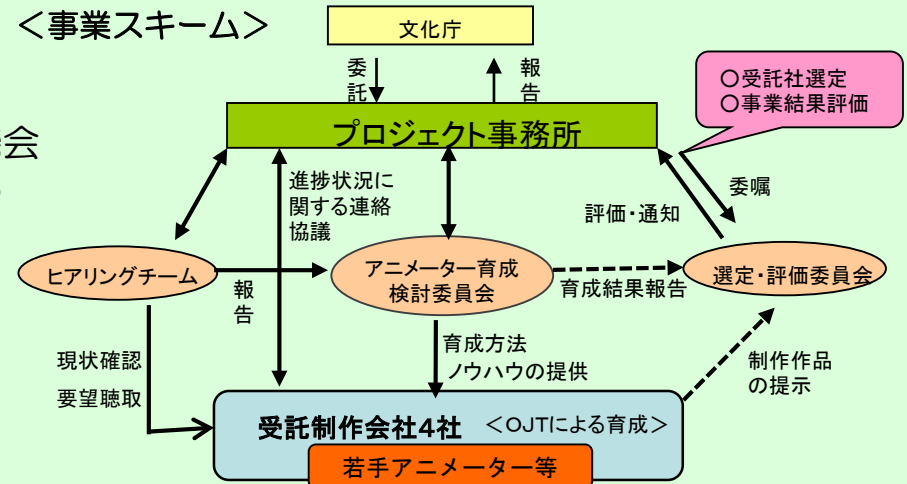 ＜事業スキーム＞
文化庁
委託
報告
○受託社選定
○事業結果評価
会
プロジェクト事務所
進捗状況に
関する連絡
協議
委嘱
評価・通知
ヒアリングチーム
報告
アニメーター育成
検討委員会
育成結果報告
選定・評価委員会
現状確認
要望聴取
育成方法
ノウハウの提供
制作作品
の提示
受託制作会社4社 ＜OJTによる育成＞
若手アニメーター等